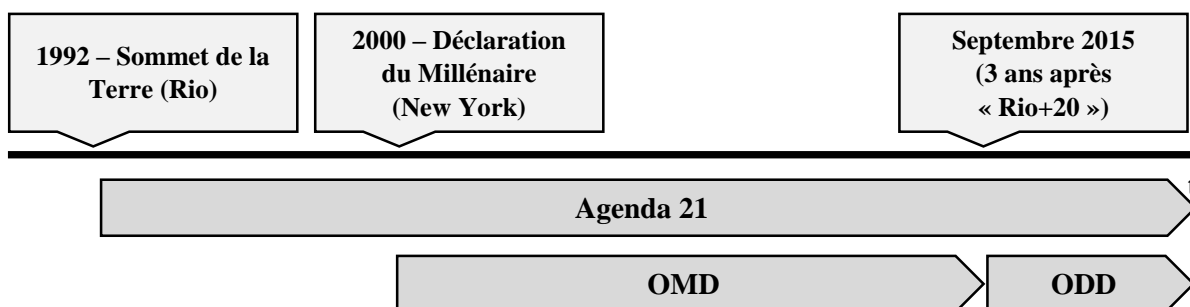 1992 – Sommet de la
Terre (Rio)
2000 – Déclaration
du Millénaire
(New York)
Septembre 2015
(3 ans après
« Rio+20 »)
Agenda 21
OMD
ODD